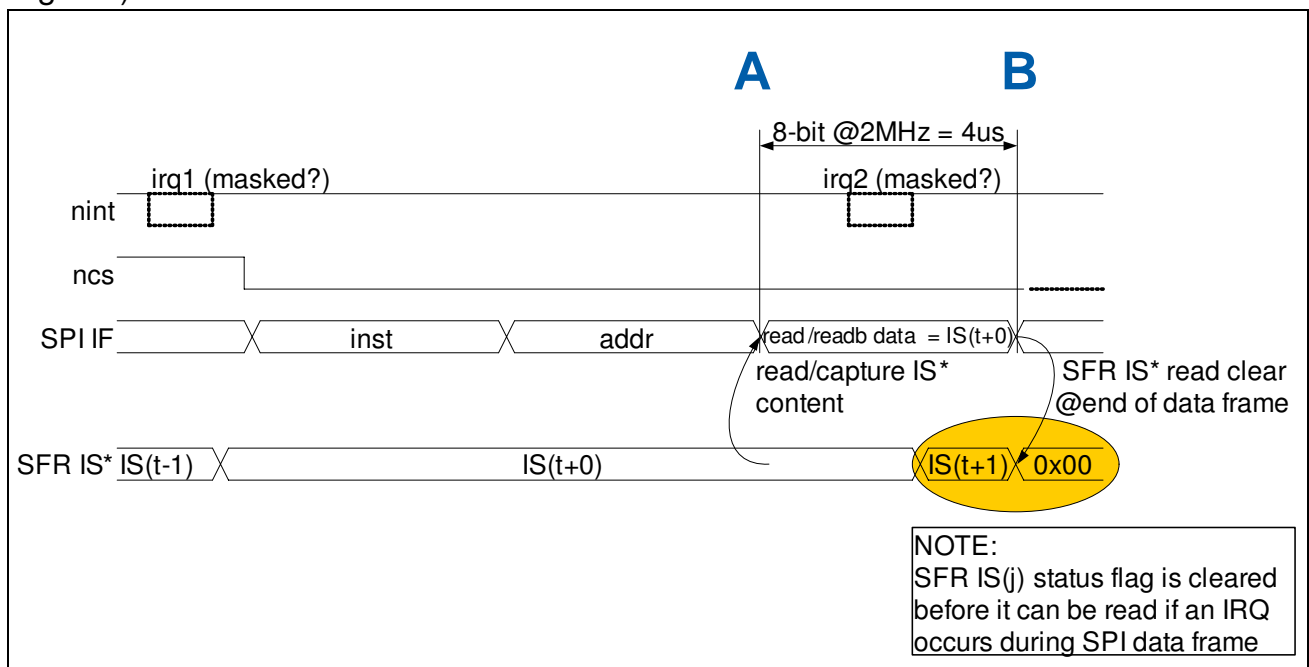 A B
8-bit @2MHz = 4us
irq1 (masked?) irq2 (masked?)
nint
ncs
SPI IF inst addr read/readb data = IS(t+0)
read/capture IS*
content
SFR IS* read clear
@end of data frame
SFR IS* IS(t-1) IS(t+0) IS(t+1) 0x00
NOTE:
SFR IS(j) status flag is cleared
before it can be read if an IRQ
occurs during SPI data frame